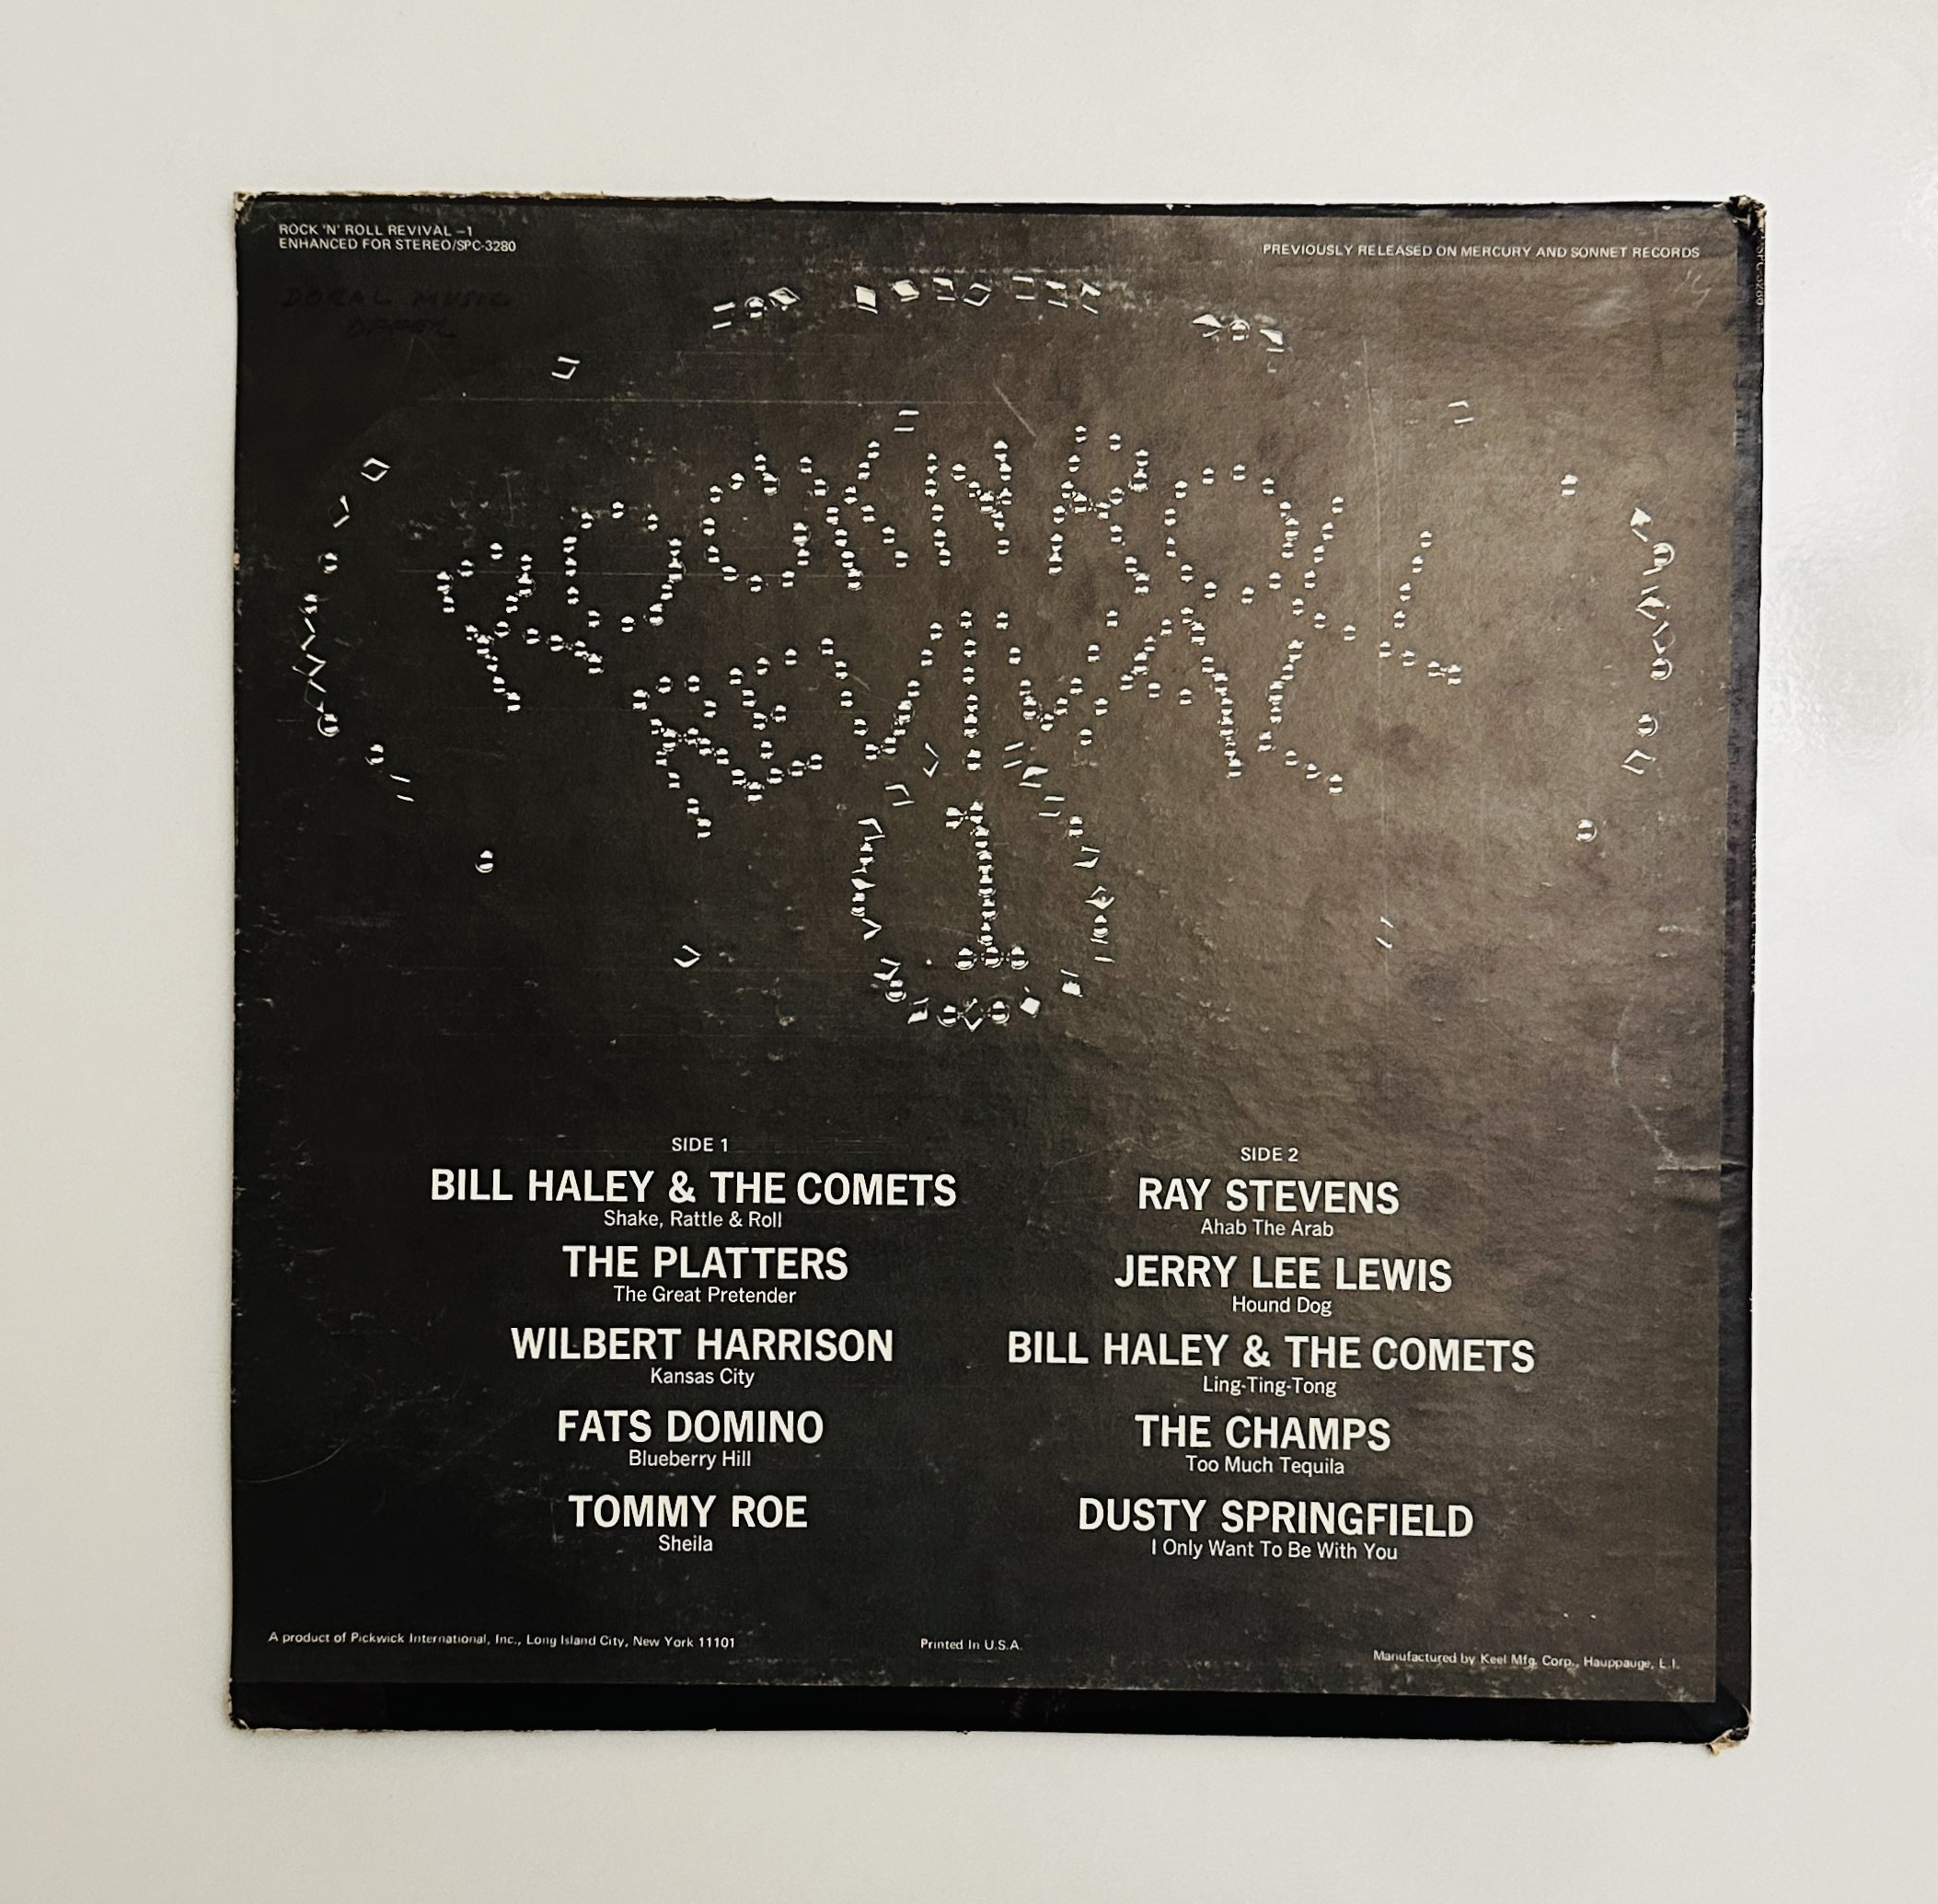 ROCK 'N' ROLL REVIVAL –1
ENHANCED FOR STEREO/SPC-3280
PREVIOUSLY RELEASED ON MERCURY AND SONNET RECORDS
DORAL MUSIC
OFFER
ROCK N ROLL
REVIVAL
1
SIDE 1
BILL HALEY & THE COMETS
Shake, Rattle & Roll
THE PLATTERS
The Great Pretender
WILBERT HARRISON
Kansas City
FATS DOMINO
Blueberry Hill
TOMMY ROE
Sheila
SIDE 2
RAY STEVENS
Ahab The Arab
JERRY LEE LEWIS
Hound Dog
BILL HALEY & THE COMETS
Ling-Ting-Tong
THE CHAMPS
Too Much Tequila
DUSTY SPRINGFIELD
I Only Want To Be With You
A product of Pickwick International, Inc., Long Island City, New York 11101
Printed In U.S.A.
Manufactured by Keel Mfg. Corp., Hauppauge, L.I.